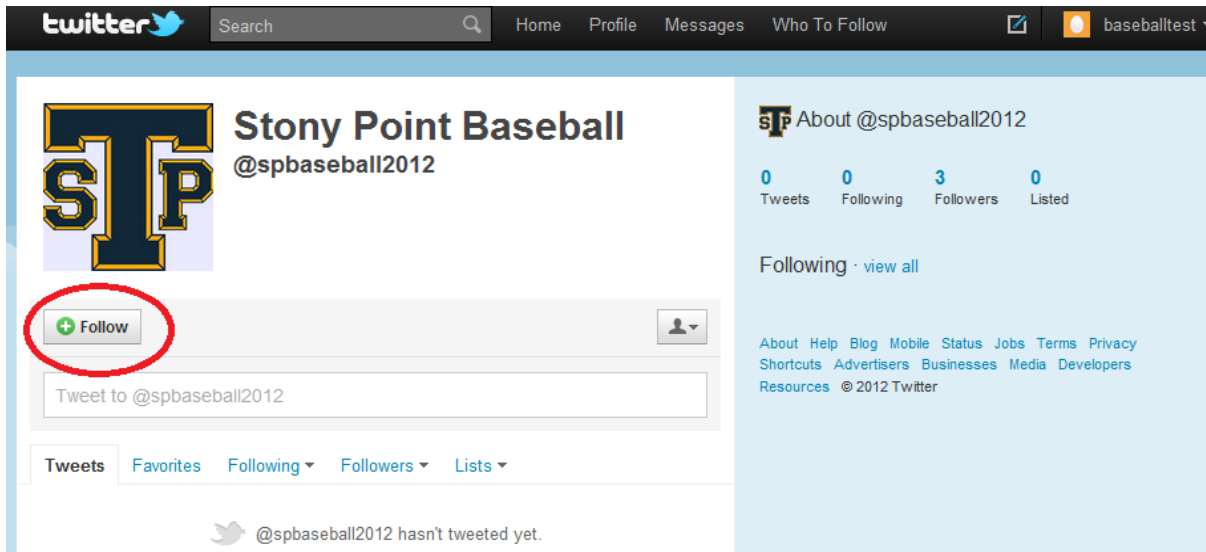 twitter Search Home Profile Messages Who To Follow baseballtest
STP
Stony Point Baseball
@spbaseball2012
Follow
Tweet to @spbaseball2012
Tweets Favorites Following Followers Lists
@spbaseball2012 hasn't tweeted yet.
STP About @spbaseball2012
0 0 3 0
Tweets Following Followers Listed
Following · view all
About Help Blog Mobile Status Jobs Terms Privacy
Shortcuts Advertisers Businesses Media Developers
Resources © 2012 Twitter